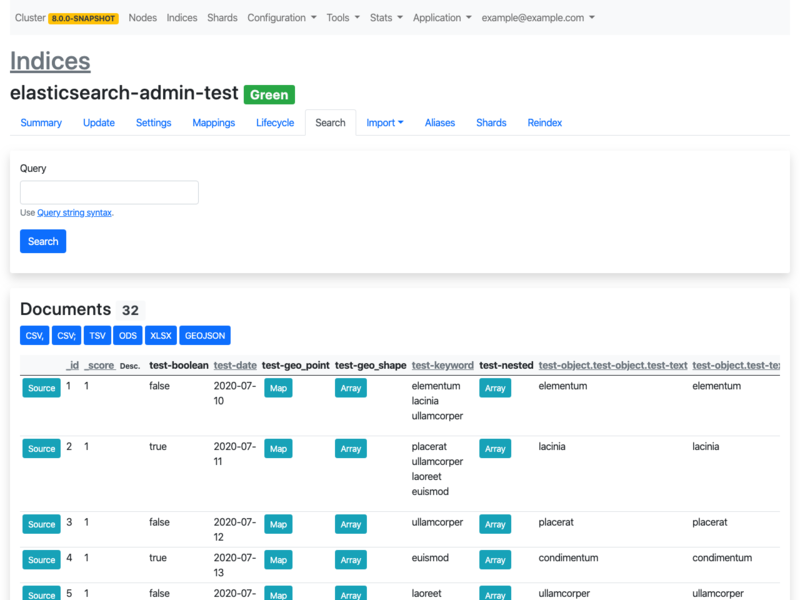 Cluster 8.0.0-SNAPSHOT Nodes Indices Shards Configuration Tools Stats Application example@example.com
Indices
elasticsearch-admin-test Green
Summary Update Settings Mappings Lifecycle Search Import Aliases Shards Reindex
Query
Use Query string syntax.
Search
Documents 32
CSV, CSV; TSV ODS XLSX GEOJSON
_id _score Desc. test-boolean test-date test-geo_point test-geo_shape test-keyword test-nested test-object.test-object.test-text test-object.test-te
Source 1 1 false 2020-07- Map Array elementum Array elementum elementum
10 lacinia
ullamcorper
Source 2 1 true 2020-07- Map Array placerat Array lacinia lacinia
11 ullamcorper
laoreet
euismod
Source 3 1 false 2020-07- Map Array ullamcorper Array placerat placerat
12
Source 4 1 true 2020-07- Map Array euismod Array condimentum condimentum
13
Source 5 1 false 2020-07- Map Array laoreet Array ullamcorper ullamcorper